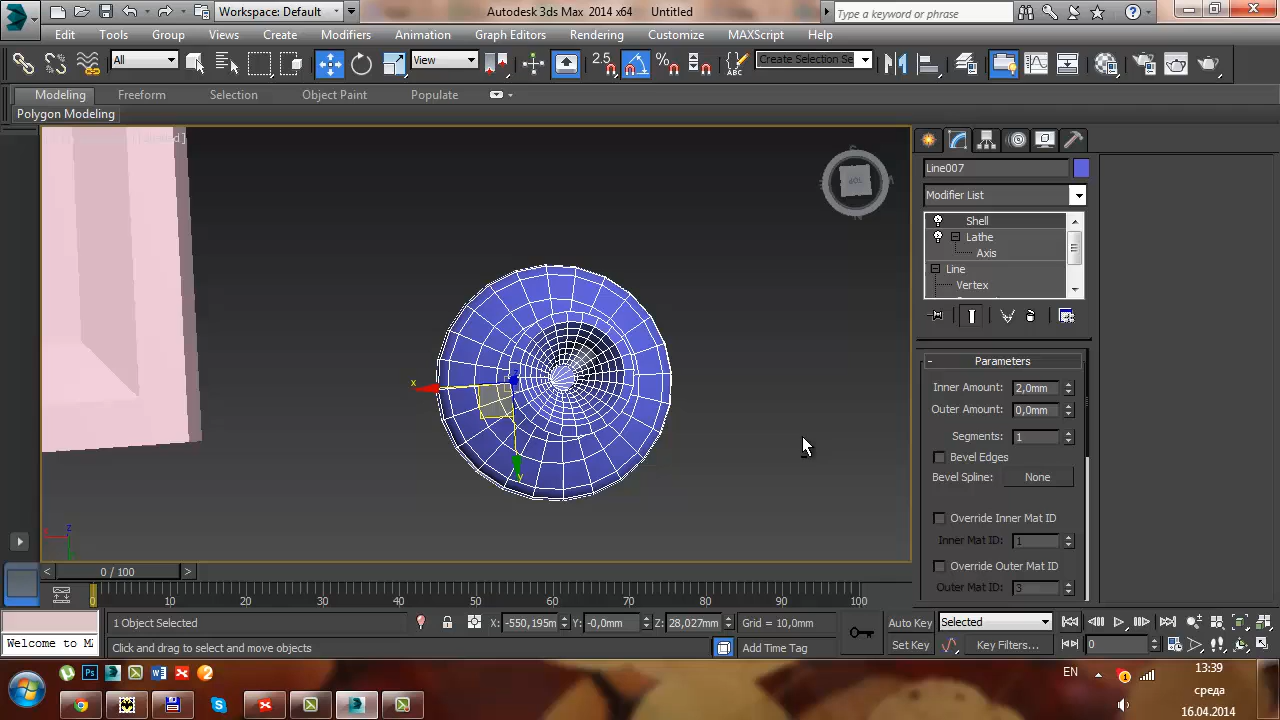 Workspace: Default
Autodesk 3ds Max 2014 x64 Untitled
Type a keyword or phrase
Edit Tools Group Views Create Modifiers Animation Graph Editors Rendering Customize MAXScript Help
All View 2.5 Create Selection Se
Modeling Freeform Selection Object Paint Populate
Polygon Modeling
Line007
Modifier List
Shell
Lathe
Axis
Line
Vertex
x
y
z
Parameters
Inner Amount: 2,0mm
Outer Amount: 0,0mm
Segments: 1
Bevel Edges
Bevel Spline: None
Override Inner Mat ID
Inner Mat ID: 1
Override Outer Mat ID
Outer Mat ID: 3
0 / 100
0 10 20 30 40 50 60 70 80 90 100
1 Object Selected X: -550,195m Y: -0,0mm Z: 28,027mm Grid = 10,0mm Auto Key Selected
Welcome to Click and drag to select and move objects Add Time Tag Set Key Key Filters... 0
EN
13:39
среда
16.04.2014